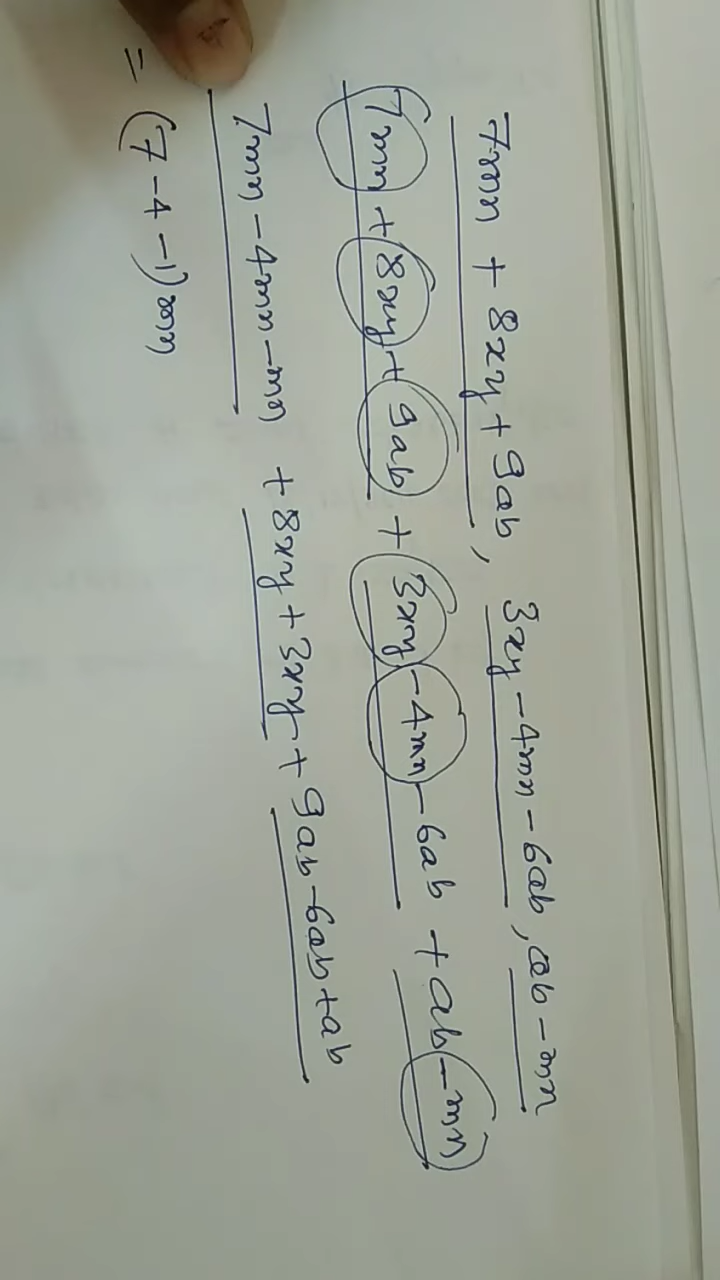 7mn + 8xy + 9ab, 3xy - 4mn - 6ab, ab - mn
7mn + 8xy + 9ab + 3xy - 4mn - 6ab + ab - mn
7mn - 4mn - mn + 8xy + 3xy + 9ab - 6ab + ab
= (7 - 4 - 1)mn